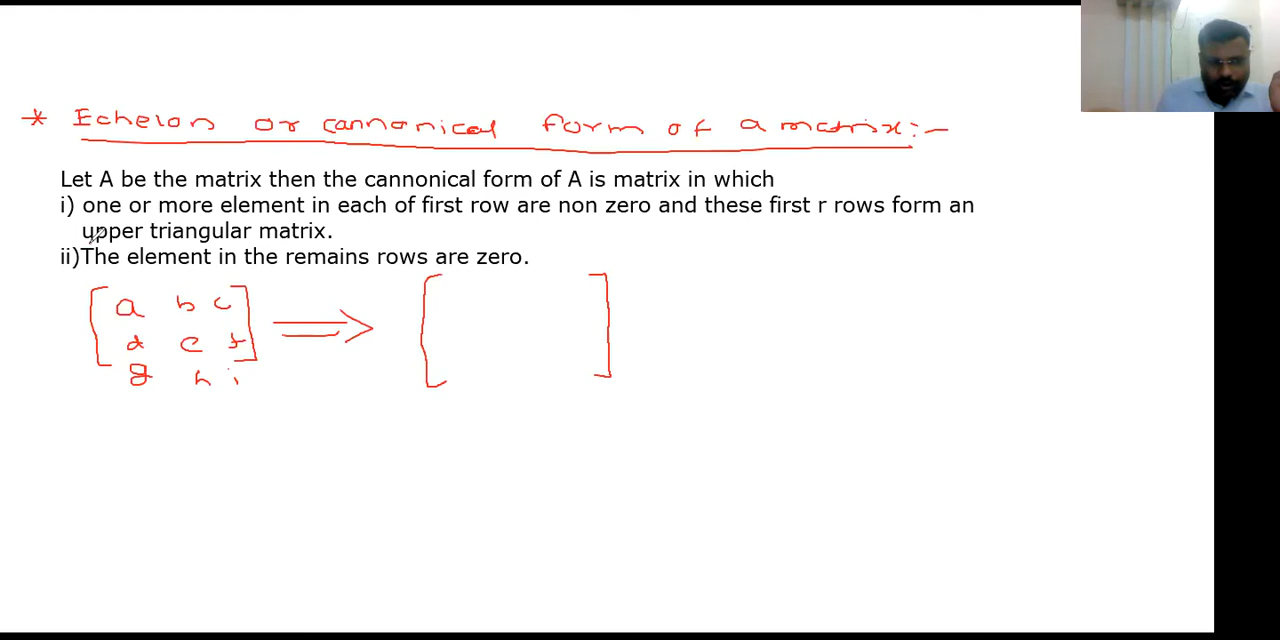 * Echelon or cannonical form of a matrix:-
Let A be the matrix then the cannonical form of A is matrix in which
i) one or more element in each of first row are non zero and these first r rows form an
upper triangular matrix.
ii)The element in the remains rows are zero.
[ a b c ] ⟹ [ ]
d e f
g h i